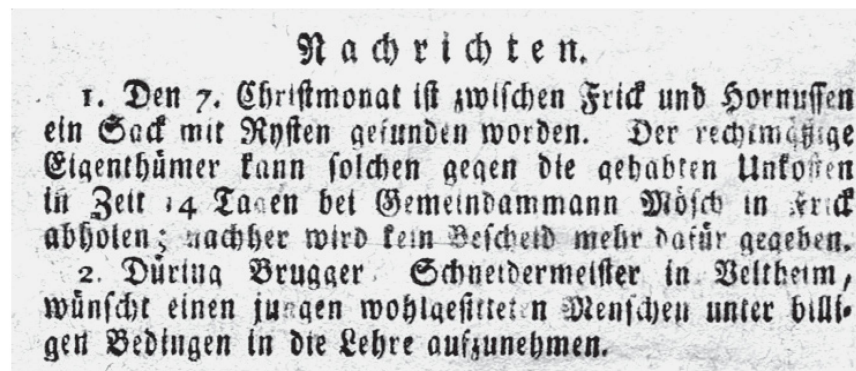 Nachrichten.
1. Den 7. Christmonat ist zwischen Frick und Hornussen
ein Sack mit Rysten gefunden worden. Der rechtmäßige
Eigenthümer kann solchen gegen die gehabten Unkosten
in Zeit 14 Tagen bei Gemeindammann Mösch in Frick
abholen; nachher wird kein Bescheid mehr dafür gegeben.
2. Düring Brugger, Schneidermeister in Veltheim,
wünscht einen jungen wohlgesitteten Menschen unter billi-
gen Bedingen in die Lehre aufzunehmen.